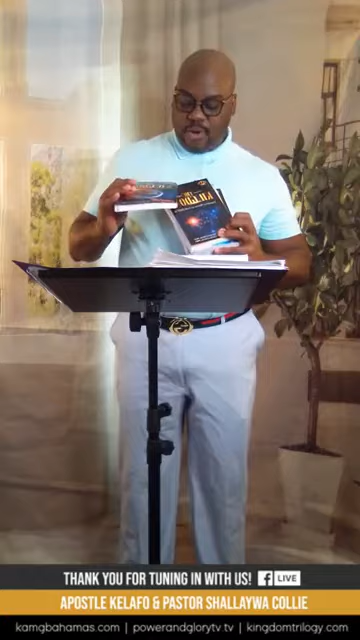 THANK YOU FOR TUNING IN WITH US! f LIVE
APOSTLE KELAFO & PASTOR SHALLAYWA COLLIE
kamgbahamas.com | powerandglorytv.tv | kingdomtrilogy.com